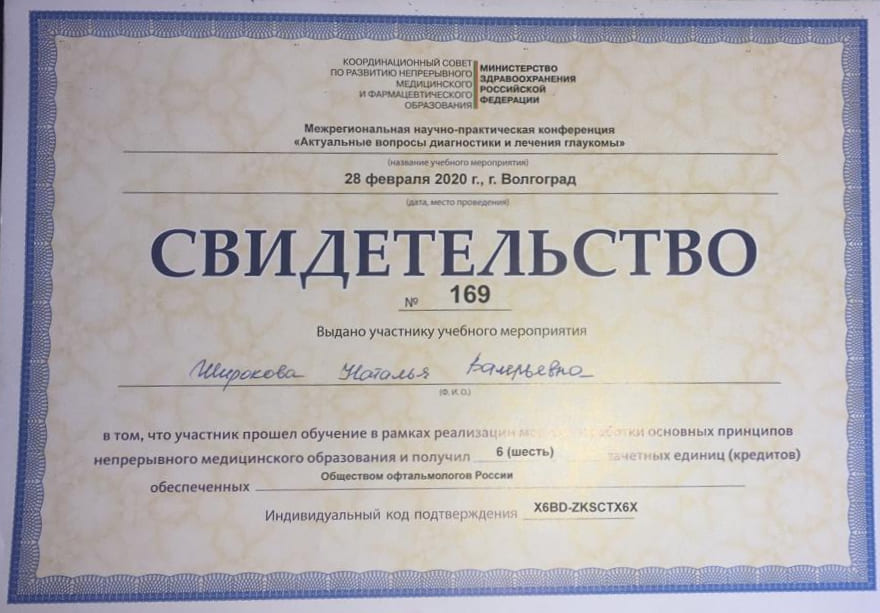 КООРДИНАЦИОННЫЙ СОВЕТ
ПО РАЗВИТИЮ НЕПРЕРЫВНОГО
МЕДИЦИНСКОГО
И ФАРМАЦЕВТИЧЕСКОГО
ОБРАЗОВАНИЯ
МИНИСТЕРСТВО
ЗДРАВООХРАНЕНИЯ
РОССИЙСКОЙ
ФЕДЕРАЦИИ
Межрегиональная научно-практическая конференция
«Актуальные вопросы диагностики и лечения глаукомы»
(название учебного мероприятия)
28 февраля 2020 г., г. Волгоград
(дата, место проведения)
СВИДЕТЕЛЬСТВО
№ 169
Выдано участнику учебного мероприятия
Широкова Наталья Валерьевна
(Ф. И. О.)
в том, что участник прошел обучение в рамках реализации основных принципов
непрерывного медицинского образования и получил 6 (шесть) зачетных единиц (кредитов)
обеспеченных Обществом офтальмологов России
Индивидуальный код подтверждения X6BD-ZKSCTX6X